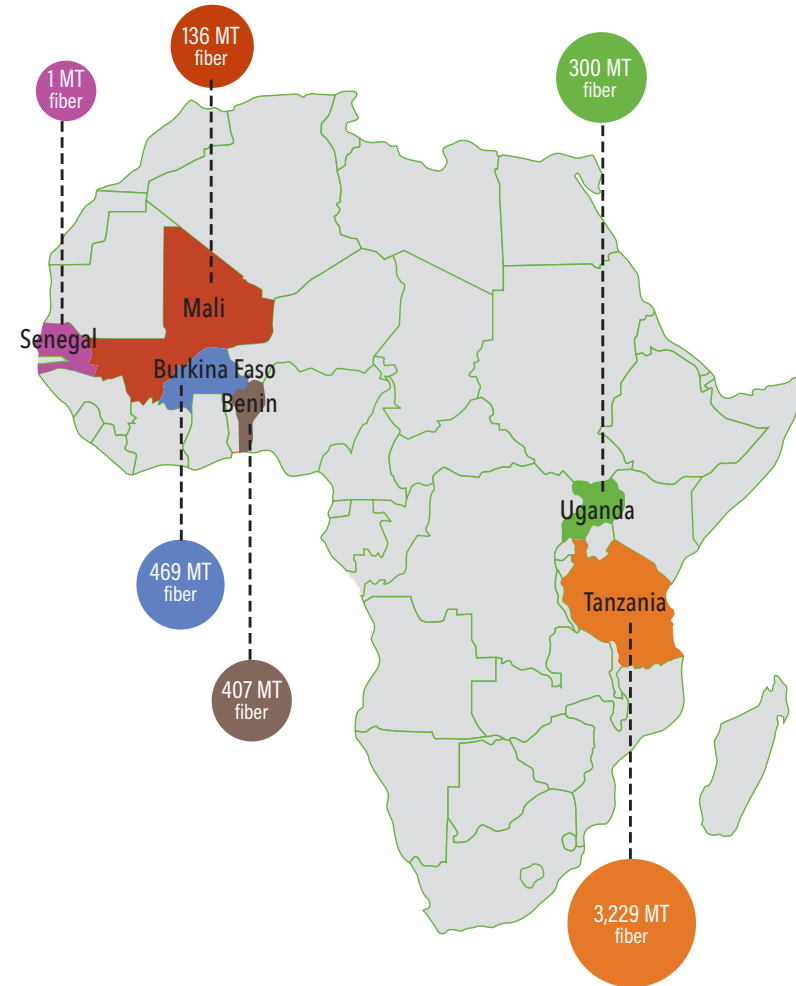 136 MT
fiber
1 MT
fiber
300 MT
fiber
Mali
Senegal
Burkina Faso
Benin
Uganda
469 MT
fiber
Tanzania
407 MT
fiber
3,229 MT
fiber